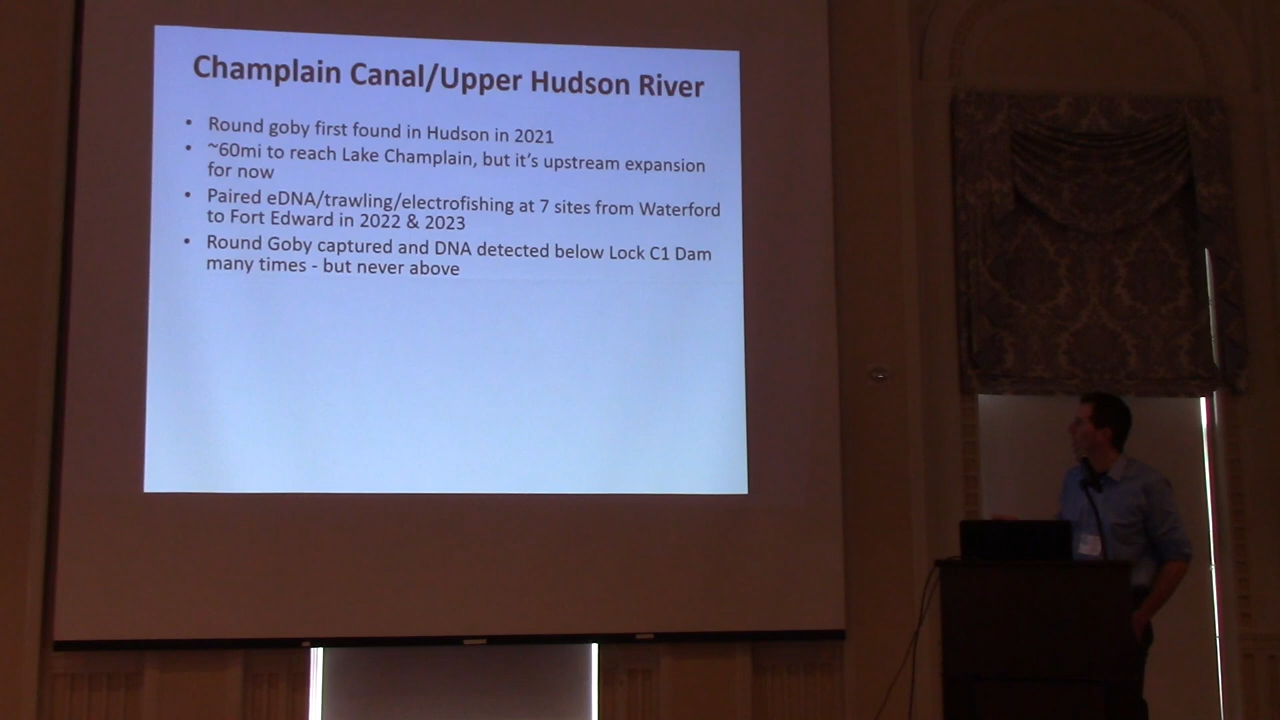 Champlain Canal/Upper Hudson River
• Round goby first found in Hudson in 2021
• ~60mi to reach Lake Champlain, but it's upstream expansion
for now
• Paired eDNA/trawling/electrofishing at 7 sites from Waterford
to Fort Edward in 2022 & 2023
• Round Goby captured and DNA detected below Lock C1 Dam
many times - but never above